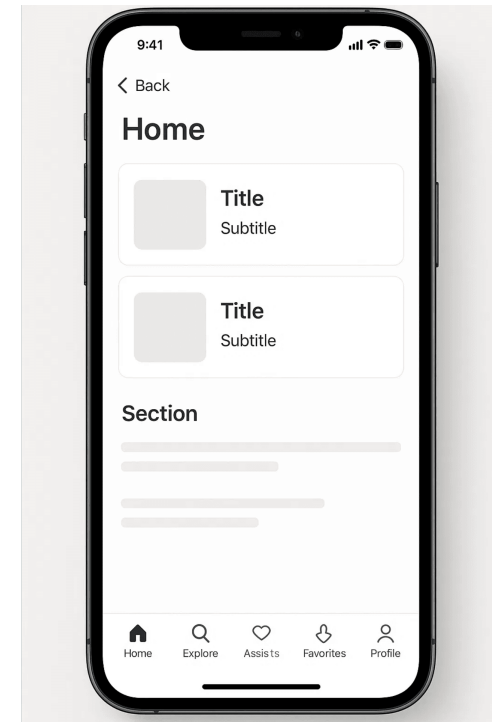 9:41
Back
Home
Title
Subtitle
Title
Subtitle
Section
Home Explore Assists Favorites Profile